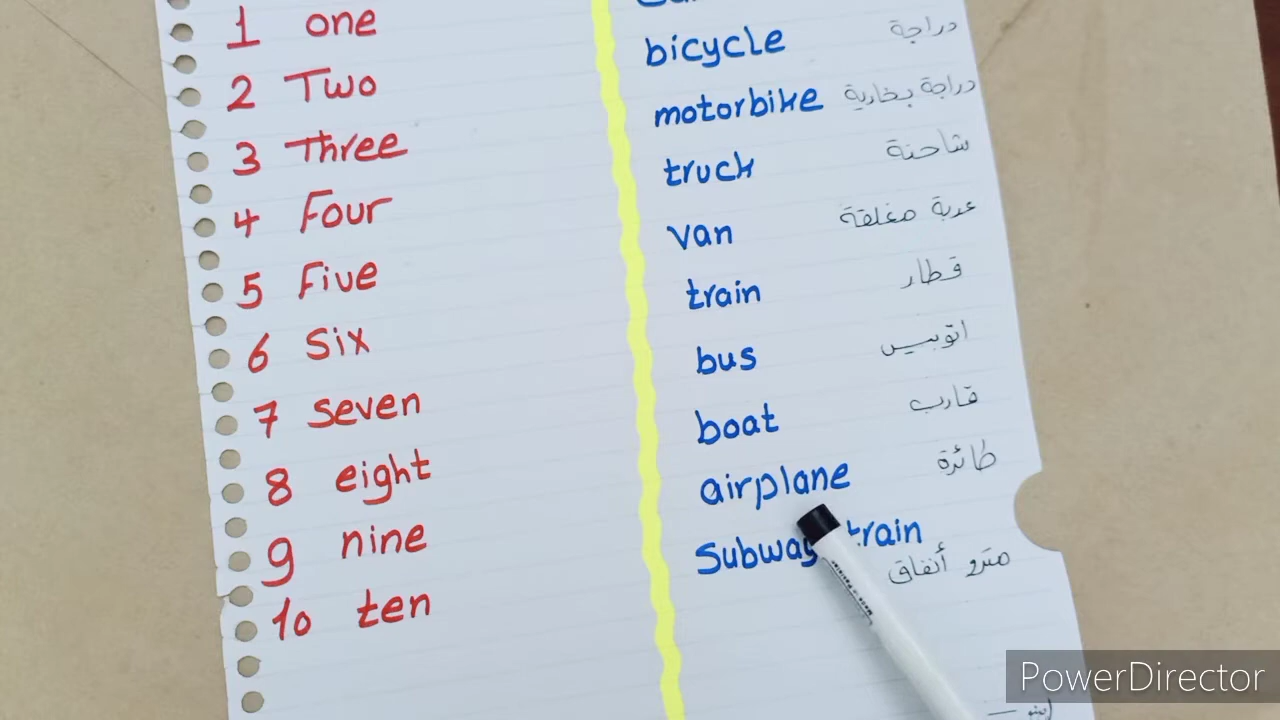 1 one
2 Two
3 Three
4 Four
5 Five
6 Six
7 seven
8 eight
9 nine
10 ten
bicycle دراجة
motorbike دراجة بخارية
truck شاحنة
van عربة مغلقة
train قطار
bus اتوبيس
boat قارب
airplane طائرة
Subway train
مترو أنفاق
PowerDirector